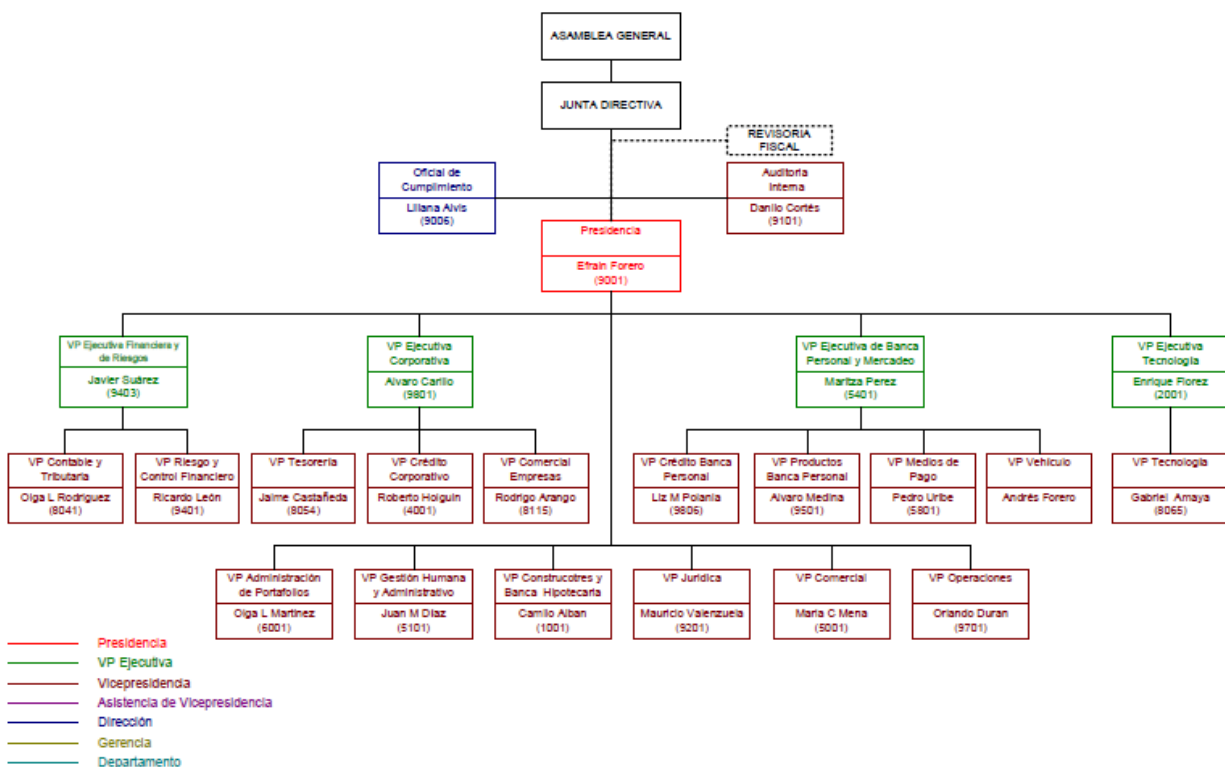 ASAMBLEA GENERAL
JUNTA DIRECTIVA
REVISORIA
FISCAL
Oficial de
Cumplimiento
Liliana Alvis
(9006)
Auditoria
Interna
Danilo Cortés
(9101)
Presidencia
Efrain Forero
(9001)
VP Ejecutiva Financiera y
de Riesgos
Javier Suárez
(9403)
VP Ejecutiva
Corporativa
Alvaro Carillo
(9801)
VP Ejecutiva de Banca
Personal y Mercadeo
Maritza Perez
(5401)
VP Ejecutiva
Tecnología
Enrique Florez
(2001)
VP Contable y
Tributaria
Olga L Rodriguez
(8041)
VP Riesgo y
Control Financiero
Ricardo León
(9401)
VP Tesorería
Jaime Castañeda
(8054)
VP Crédito
Corporativo
Roberto Holguin
(4001)
VP Comercial
Empresas
Rodrigo Arango
(8115)
VP Crédito Banca
Personal
Liz M Polania
(9806)
VP Productos
Banca Personal
Alvaro Medina
(9501)
VP Medios de
Pago
Pedro Uribe
(5801)
VP Vehículo
Andrés Forero
VP Tecnología
Gabriel Amaya
(8065)
VP Administración
de Portafolios
Olga L Martinez
(6001)
VP Gestión Humana
y Administrativo
Juan M Díaz
(5101)
VP Construcotres y
Banca Hipotecaria
Camilo Alban
(1001)
VP Jurídica
Mauricio Valenzuela
(9201)
VP Comercial
María C Mena
(5001)
VP Operaciones
Orlando Duran
(9701)
Presidencia
VP Ejecutiva
Vicepresidencia
Asistencia de Vicepresidencia
Dirección
Gerencia
Departamento